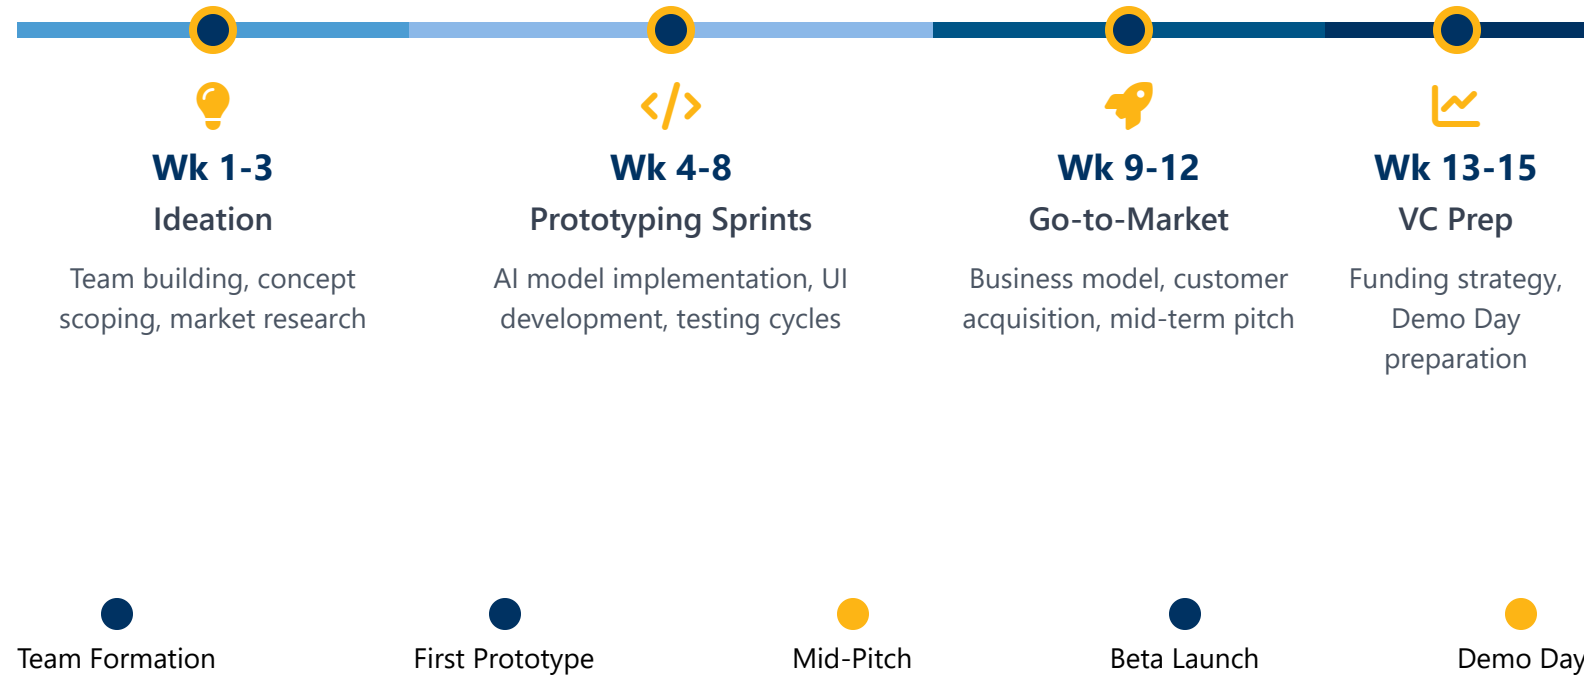 Wk 1-3
Ideation
Team building, concept
scoping, market research
Wk 4-8
Prototyping Sprints
AI model implementation, UI
development, testing cycles
Wk 9-12
Go-to-Market
Business model, customer
acquisition, mid-term pitch
Wk 13-15
VC Prep
Funding strategy,
Demo Day
preparation
Team Formation
First Prototype
Mid-Pitch
Beta Launch
Demo Day